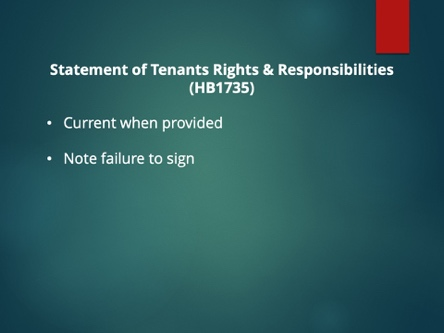 Statement of Tenants Rights & Responsibilities
(HB1735)
• Current when provided
• Note failure to sign